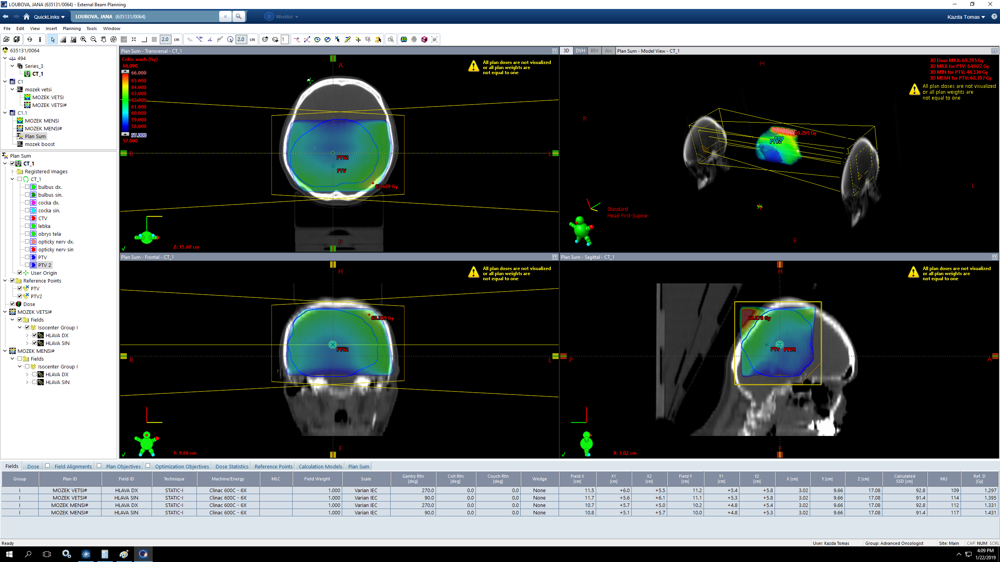 LOUBOVA, JANA (635131/0064) - External Beam Planning
QuickLinks
LOUBOVA, JANA (635131/0064)
0 Worklist
Kazda Tomas
File Edit View Insert Planning Tools Window
2.0 cm
2.0 cm
1
635131/0064
494
Series_3
CT_1
C1
mozek vetsi
MOZEK VETSI
MOZEK VETSI#
C1.1
MOZEK MENSI
MOZEK MENSI#
Plan Sum
mozek boost
Plan Sum
CT_1
Registered Images
CT_1
bulbus dx.
bulbus sin.
cocka dx.
cocka sin.
CTV
lebka
obrys tela
opticky nerv dx.
opticky nerv sin
PTV
PTV 2
User Origin
Reference Points
PTV
PTV2
Dose
MOZEK VETSI#
Fields
Isocenter Group I
HLAVA DX
HLAVA SIN
MOZEK MENSI#
Fields
Isocenter Group I
HLAVA DX
HLAVA SIN
Plan Sum - Transversal - CT_1
Color wash [Gy]
66.000
66.000
65.000
64.000
63.000
62.000
61.000
60.000
59.000
58.000
57.000
57.000
A
All plan doses are not visualized
or all plan weights are
not equal to one
R
L
PTV2
PTV
63.669 Gy
P
Z: 15.60 cm
3D DVH BEV Arc Plan Sum - Model View - CT_1
H
3D Dose MAX: 69.295 Gy
3D MAX for PTV: 64.022 Gy
3D MIN for PTV: 44.330 Gy
3D MEAN for PTV: 60.197 Gy
All plan doses are not visualized
or all plan weights are
not equal to one
R
69.295 Gy
PTV
PTV2
L
Standard
Head First-Supine
F
Plan Sum - Frontal - CT_1
H
All plan doses are not visualized
or all plan weights are
not equal to one
63.359 Gy
PTV2
R
L
F
Y: 9.66 cm
Plan Sum - Sagittal - CT_1
H
All plan doses are not visualized
or all plan weights are
not equal to one
68.078 Gy
PTV PTV2
P
A
F
X: 3.02 cm
Fields Dose Field Alignments Plan Objectives Optimization Objectives Dose Statistics Reference Points Calculation Models Plan Sum
Group Plan ID Field ID Technique Machine/Energy MLC Field Weight Scale Gantry Rtn [deg] Coll Rtn [deg] Couch Rtn [deg] Wedge Field X [cm] X1 [cm] X2 [cm] Field Y [cm] Y1 [cm] Y2 [cm] X [cm] Y [cm] Z [cm] Calculated SSD [cm] MU Ref. D [Gy]
I MOZEK VETSI# HLAVA DX STATIC-I Clinac 600C - 6X 1.000 Varian IEC 270.0 0.0 0.0 None 11.5 +6.0 +5.5 11.2 +5.4 +5.8 3.02 9.66 17.08 92.8 109 1.297
I MOZEK VETSI# HLAVA SIN STATIC-I Clinac 600C - 6X 1.000 Varian IEC 90.0 0.0 0.0 None 11.7 +5.6 +6.1 11.1 +5.3 +5.8 3.02 9.66 17.08 91.4 114 1.395
I MOZEK MENSI# HLAVA DX STATIC-I Clinac 600C - 6X 1.000 Varian IEC 270.0 0.0 0.0 None 10.7 +5.7 +5.0 10.2 +4.8 +5.4 3.02 9.66 17.08 92.8 112 1.331
I MOZEK MENSI# HLAVA SIN STATIC-I Clinac 600C - 6X 1.000 Varian IEC 90.0 0.0 0.0 None 10.8 +5.1 +5.7 10.0 +4.8 +5.3 3.02 9.66 17.08 91.4 117 1.431
Ready
User: Kazda Tomas Group: Advanced Oncologist Site: Main CAP NUM SCRL
4:09 PM
1/22/2019